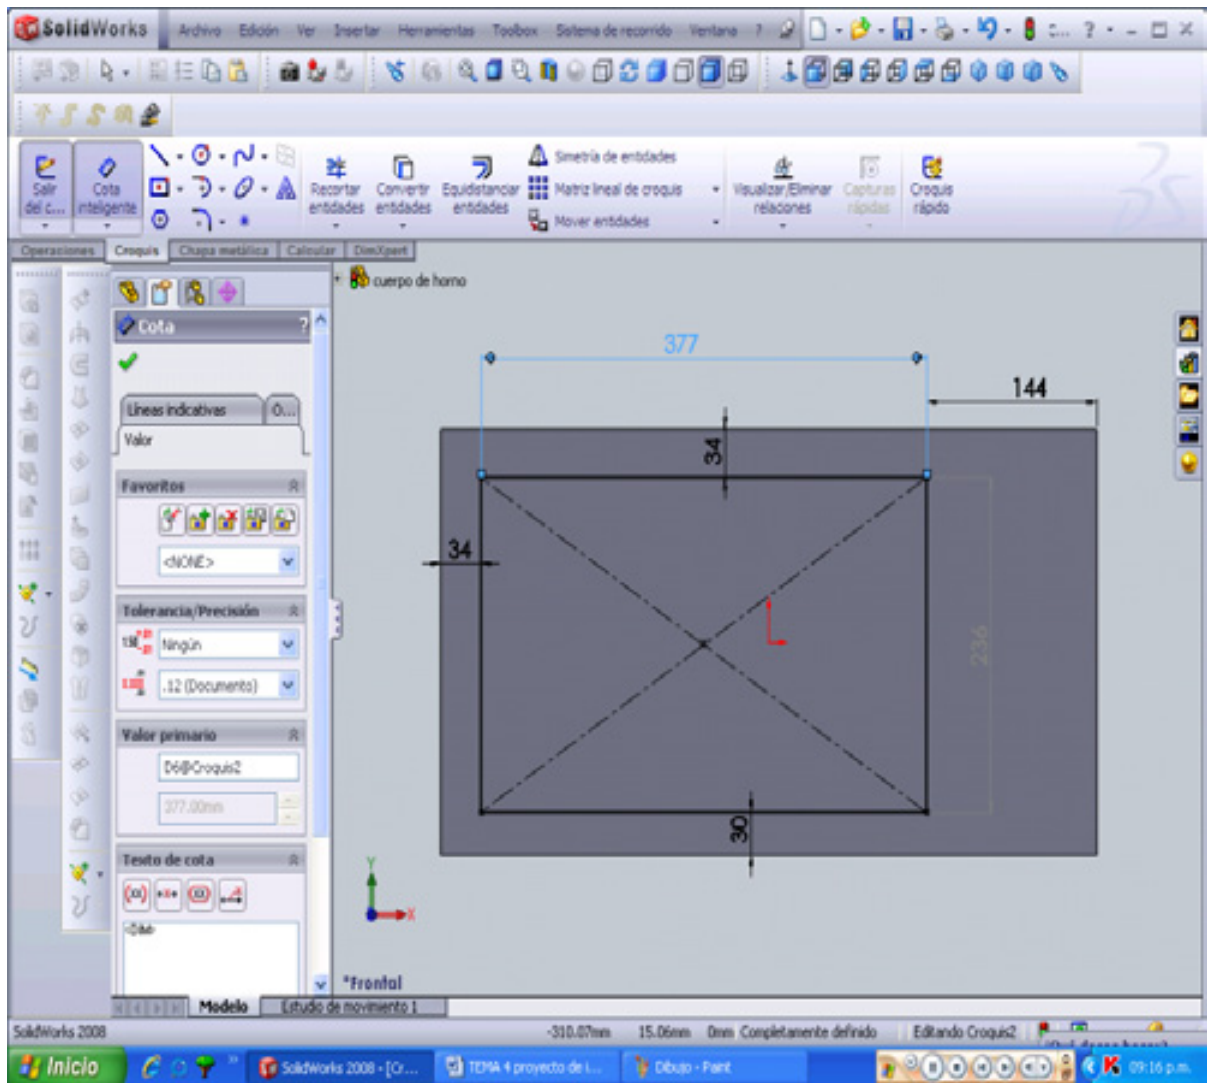 SolidWorks Archivo Edición Ver Insertar Herramientas Toolbox Sistema de recorrido Ventana ?
Salir del c...
Cota inteligente
Recortar entidades
Convertir entidades
Equidistanciar entidades
Simetría de entidades
Matriz lineal de croquis
Mover entidades
Visualizar/Eliminar relaciones
Capturas rápidas
Croquis rápido
Operaciones Croquis Chapa metálica Calcular DimXpert
cuerpo de horno
Cota ?
Líneas indicativas O...
Valor
Favoritos
<NONE>
Tolerancia/Precisión
Ningún
.12 (Documento)
Valor primario
D6@Croquis2
377.00mm
Texto de cota
<DIM>
377
144
34
34
236
30
Y
X
*Frontal
Modelo Estudio de movimiento 1
SolidWorks 2008 -310.07mm 15.06mm 0mm Completamente definido Editando Croquis2
Inicio SolidWorks 2008 - [Cr... TEMA 4 proyecto de i... Dibujo - Paint 09:16 p.m.